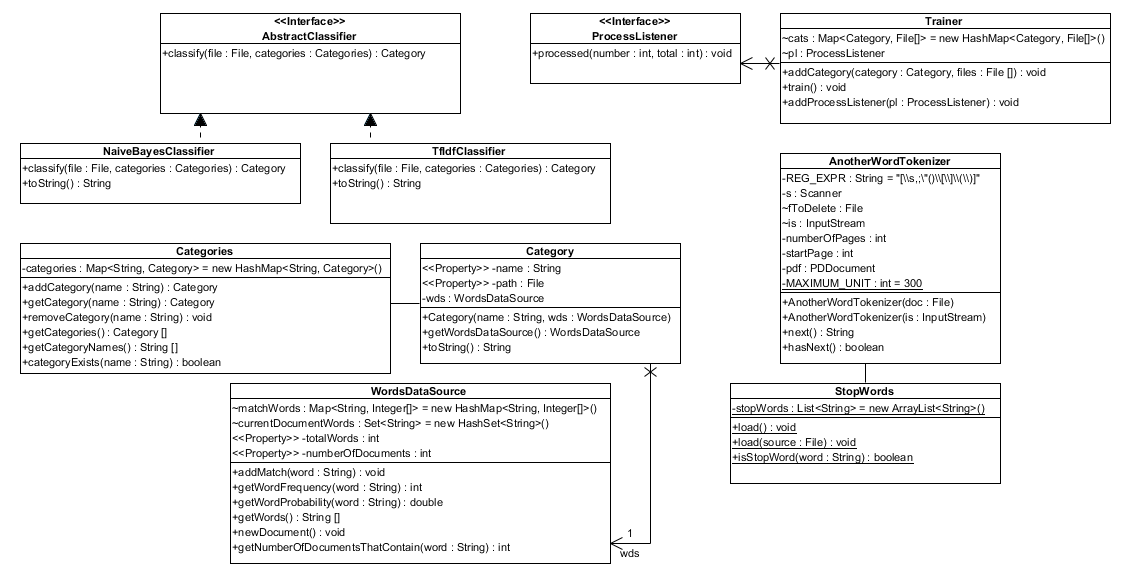 <<Interface>>
AbstractClassifier
+classify(file : File, categories : Categories) : Category
<<Interface>>
ProcessListener
+processed(number : int, total : int) : void
Trainer
~cats : Map<Category, File[]> = new HashMap<Category, File[]>()
~pl : ProcessListener
+addCategory(category : Category, files : File []) : void
+train() : void
+addProcessListener(pl : ProcessListener) : void
NaiveBayesClassifier
+classify(file : File, categories : Categories) : Category
+toString() : String
TfIdfClassifier
+classify(file : File, categories : Categories) : Category
+toString() : String
AnotherWordTokenizer
-REG_EXPR : String = "[\\s,;\"()\\[\\]\\(\\)]"
-s : Scanner
~fToDelete : File
~is : InputStream
-numberOfPages : int
-startPage : int
-pdf : PDDocument
-MAXIMUM_UNIT : int = 300
+AnotherWordTokenizer(doc : File)
+AnotherWordTokenizer(is : InputStream)
+next() : String
+hasNext() : boolean
Categories
-categories : Map<String, Category> = new HashMap<String, Category>()
+addCategory(name : String) : Category
+getCategory(name : String) : Category
+removeCategory(name : String) : void
+getCategories() : Category []
+getCategoryNames() : String []
+categoryExists(name : String) : boolean
Category
<<Property>> -name : String
<<Property>> -path : File
-wds : WordsDataSource
+Category(name : String, wds : WordsDataSource)
+getWordsDataSource() : WordsDataSource
+toString() : String
WordsDataSource
~matchWords : Map<String, Integer[]> = new HashMap<String, Integer[]>()
~currentDocumentWords : Set<String> = new HashSet<String>()
<<Property>> -totalWords : int
<<Property>> -numberOfDocuments : int
+addMatch(word : String) : void
+getWordFrequency(word : String) : int
+getWordProbability(word : String) : double
+getWords() : String []
+newDocument() : void
+getNumberOfDocumentsThatContain(word : String) : int
1
wds
StopWords
-stopWords : List<String> = new ArrayList<String>()
+load() : void
+load(source : File) : void
+isStopWord(word : String) : boolean